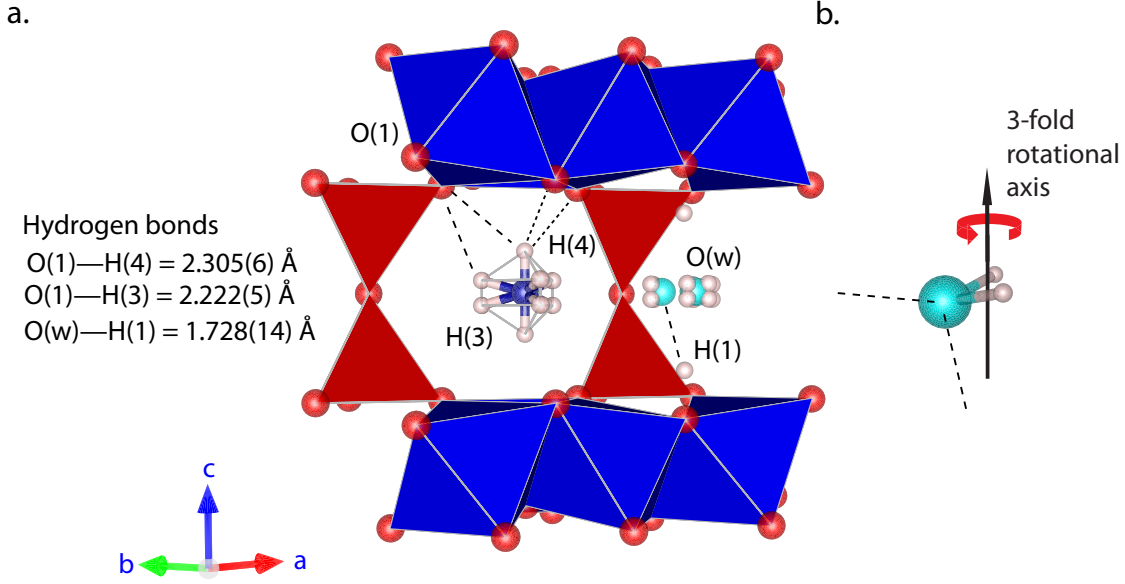 a.
b.
O(1)
3-fold
rotational
axis
Hydrogen bonds
O(1)—H(4) = 2.305(6) Å
O(1)—H(3) = 2.222(5) Å
O(w)—H(1) = 1.728(14) Å
H(4)
O(w)
H(3)
H(1)
c
b
a